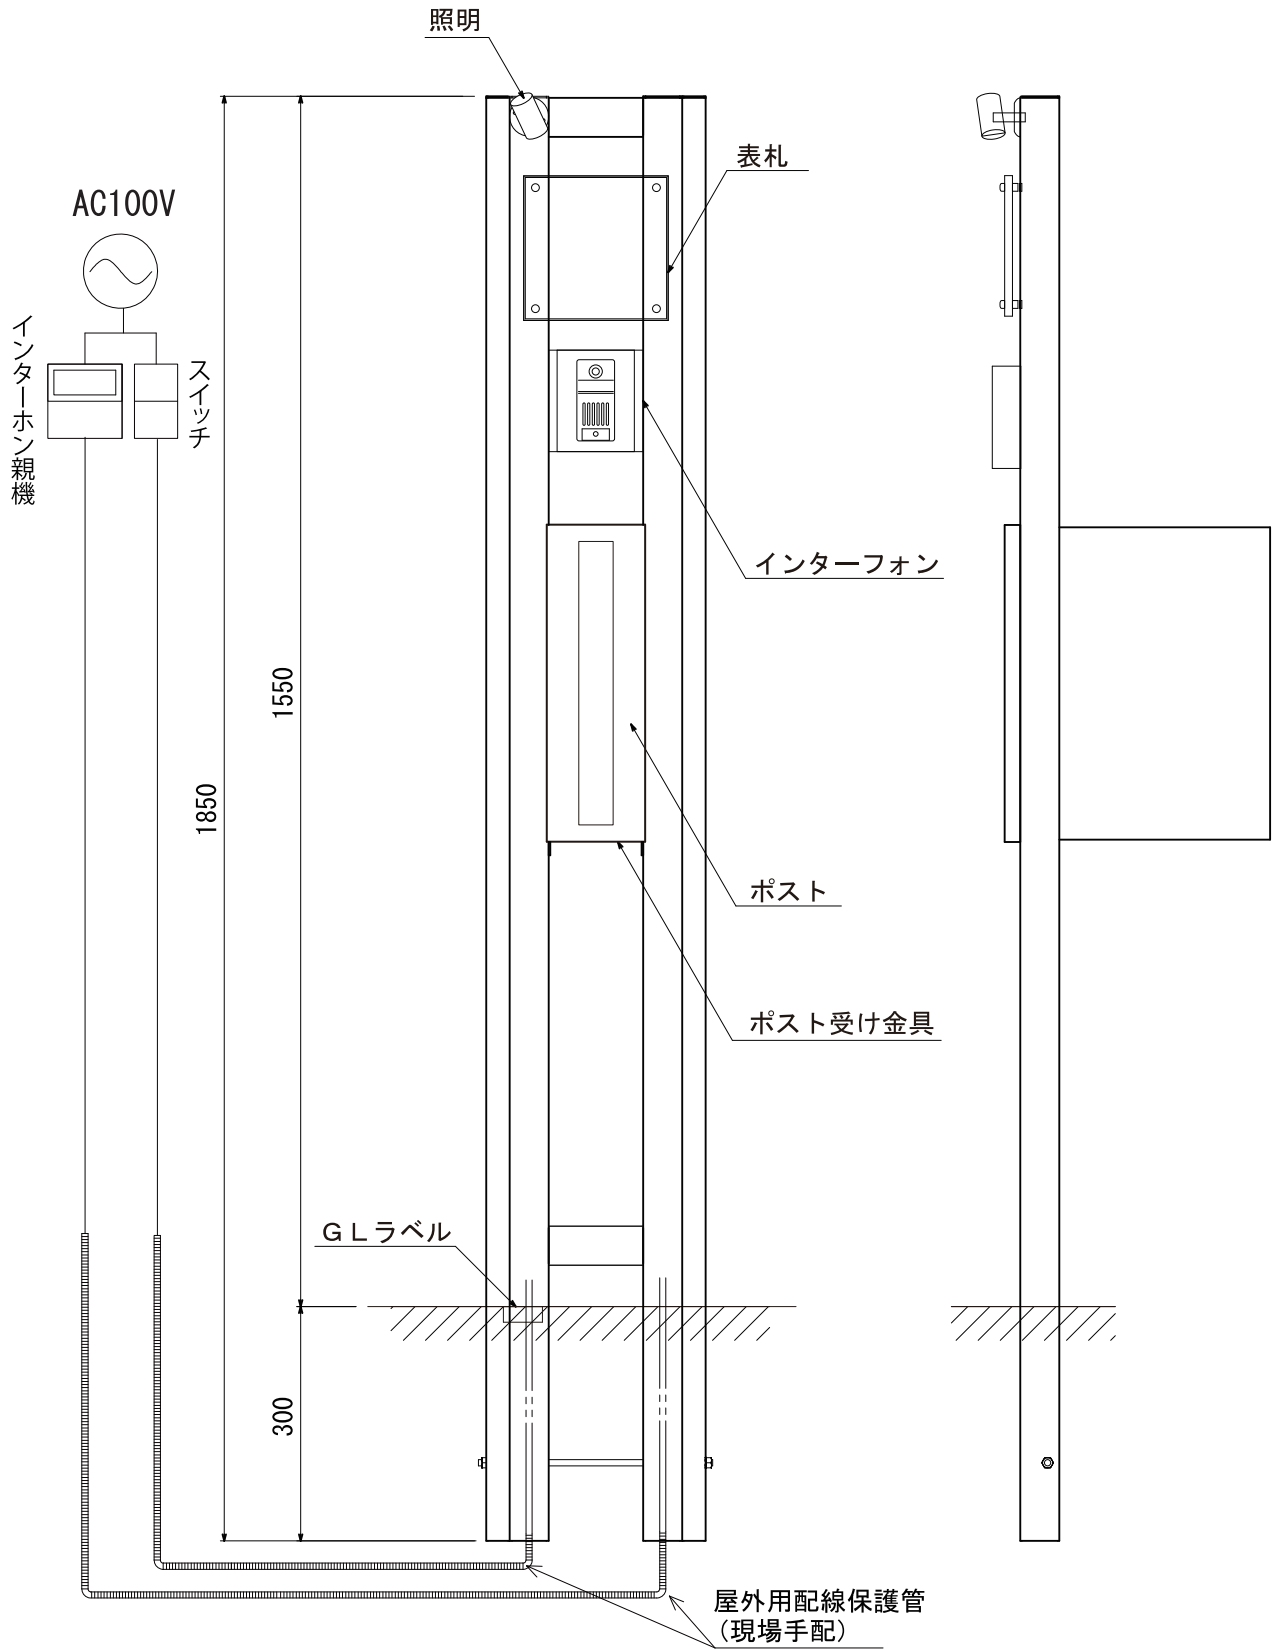 照明
表札
AC100V
インターホン親機
スイッチ
インターフォン
1550
1850
ポスト
ポスト受け金具
ＧＬラベル
300
屋外用配線保護管
(現場手配)